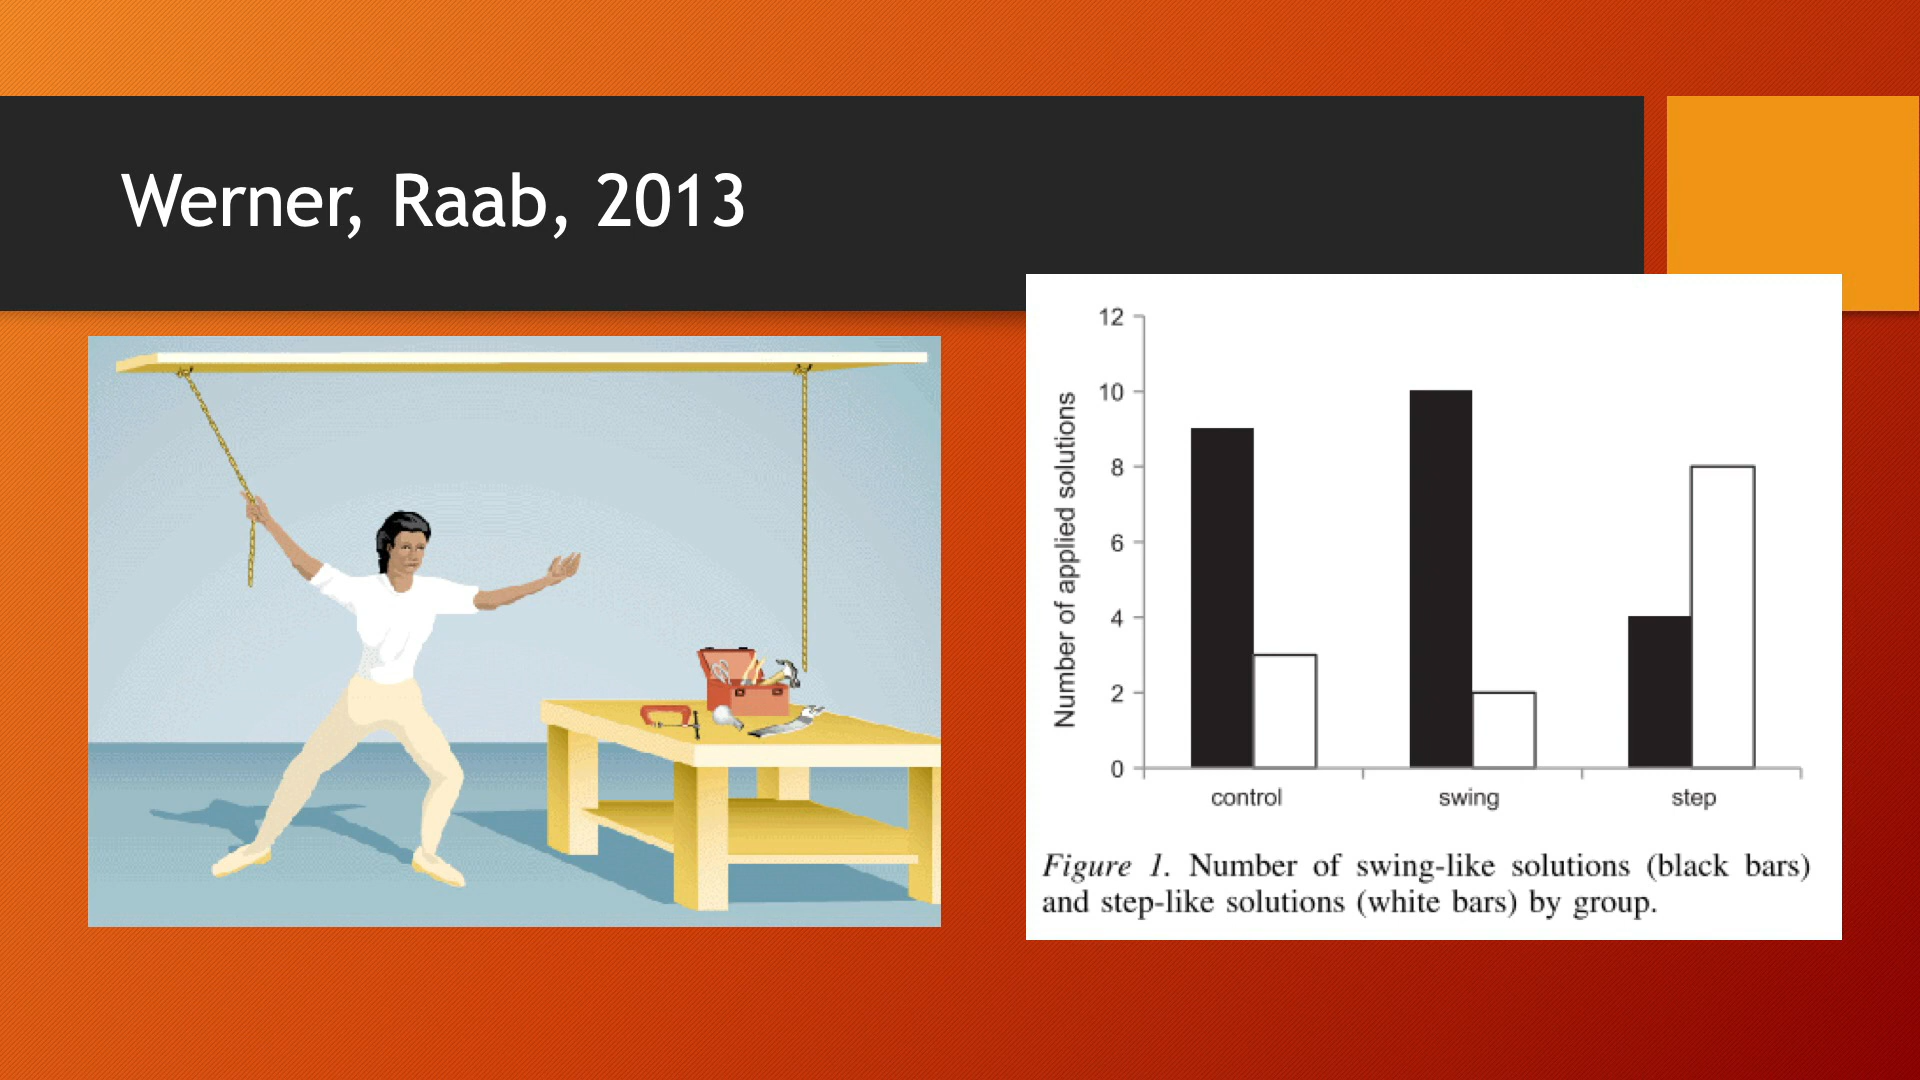 Werner, Raab, 2013
12
10
8
6
4
2
0
Number of applied solutions
control
swing
step
Figure 1. Number of swing-like solutions (black bars)
and step-like solutions (white bars) by group.